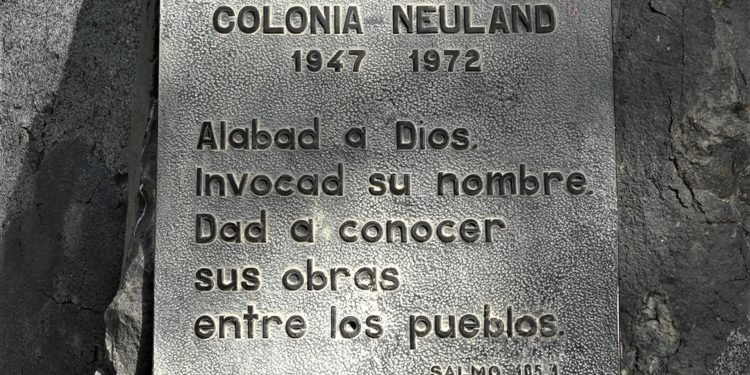 COLONIA NEULAND
1947 1972
Alabad a Dios.
Invocad su nombre.
Dad a conocer
sus obras
entre los pueblos.
SALMO 105 1